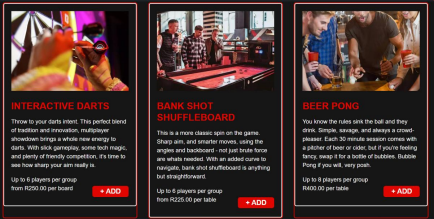 INTERACTIVE DARTS
Throw to your darts intent. This perfect blend
of tradition and innovation, multiplayer
showdown brings a whole new energy to
darts. With slick gameplay, some tech magic,
and plenty of friendly competition, it's time to
see how sharp your aim really is.
Up to 6 players per group
from R250.00 per board
+ ADD
BANK SHOT
SHUFFLEBOARD
This is a more classic spin on the game.
Sharp aim, and smarter moves, using the
angles and backboard - not just brute force
are whats needed. With an added curve to
navigate, bank shot shuffleboard is anything
but straightforward.
Up to 6 players per group
from R225.00 per table
+ ADD
BEER PONG
You know the rules sink the ball and they
drink. Simple, savage, and always a crowd-
pleaser. Each 30 minute session comes with
a pitcher of beer or cider, but if you're feeling
fancy, swap it for a bottle of bubbles. Bubble
Pong if you will, very posh.
Up to 8 players per group
R400.00 per table
+ ADD